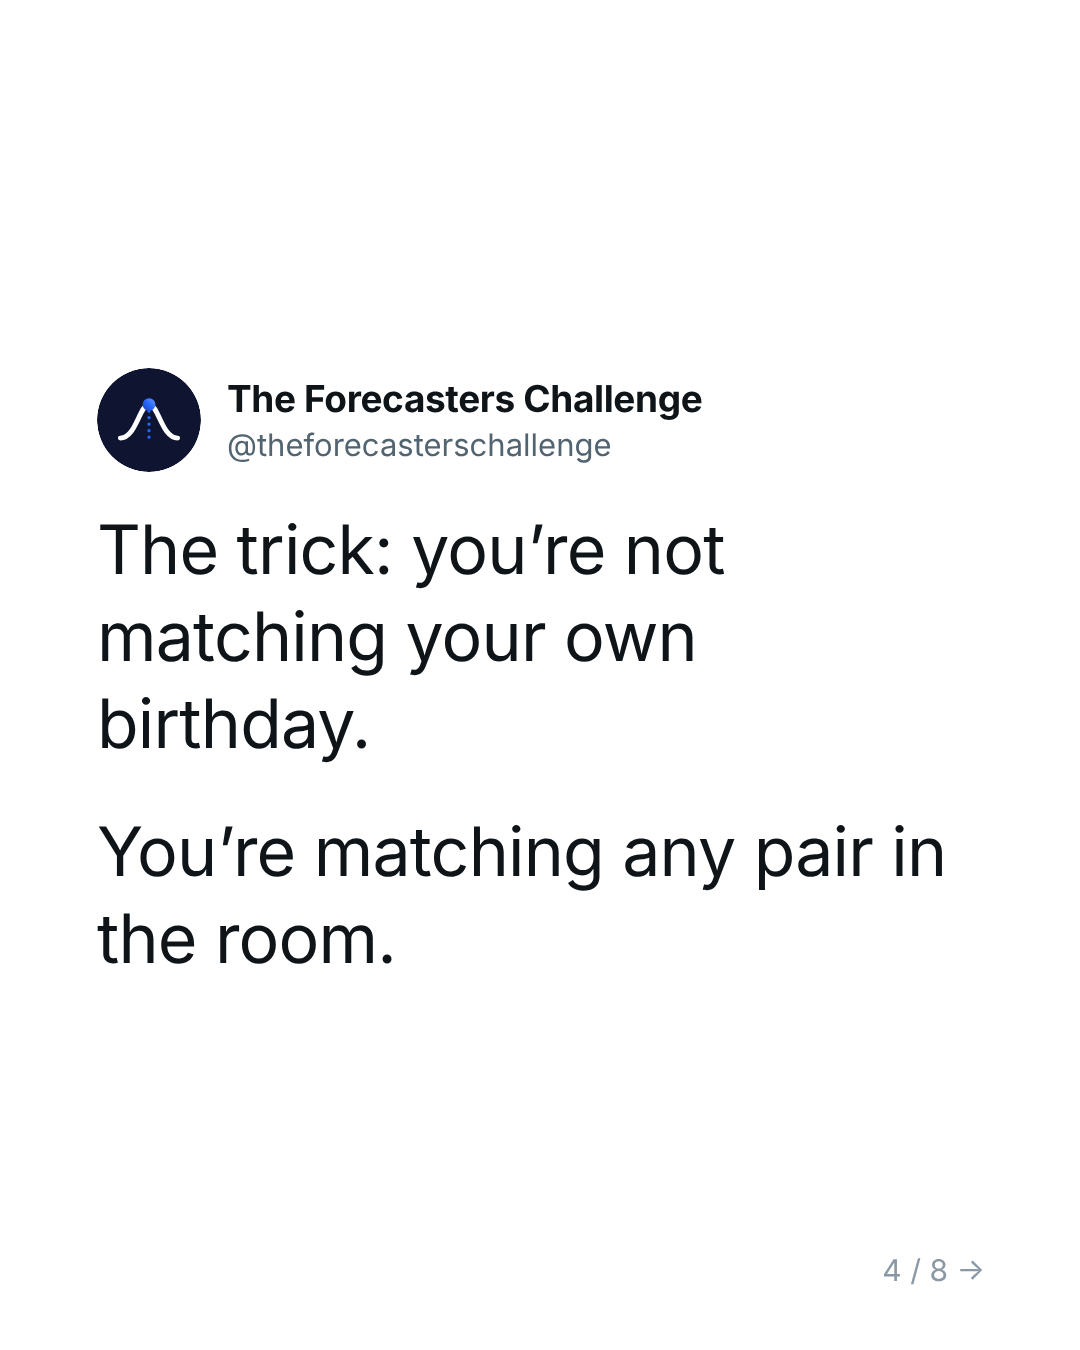 The Forecasters Challenge
@theforecasterschallenge
The trick: you’re not
matching your own
birthday.
You’re matching any pair in
the room.
4 / 8 →